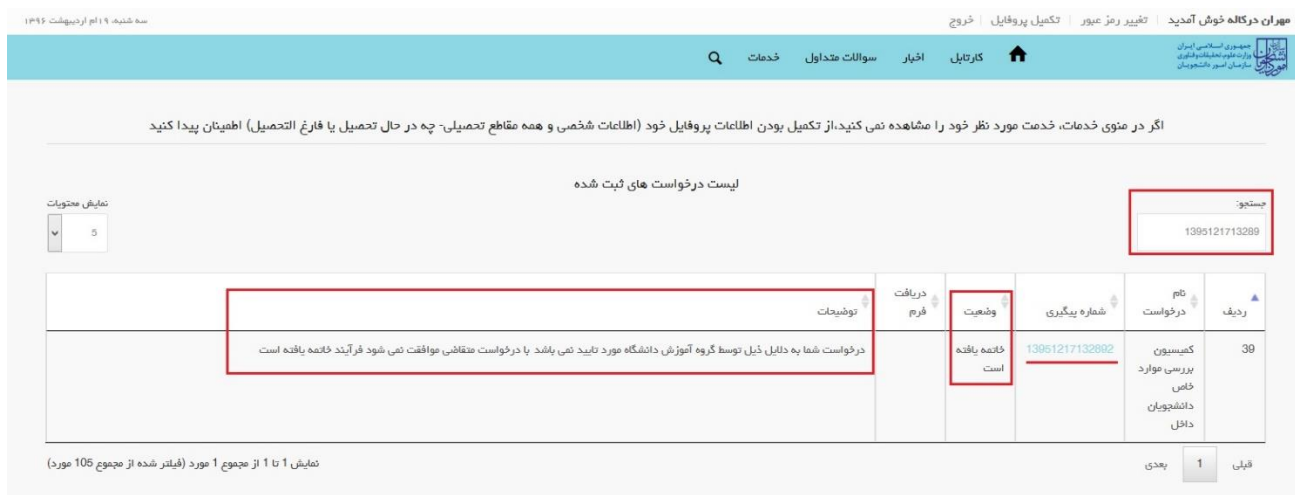 مهران درکاله خوش آمدید | تغییر رمز عبور | تکمیل پروفایل | خروج
سه شنبه، ۱۹ام اردیبهشت ۱۳۹۶
جمهوری اسلامی ایران
وزارت علوم، تحقیقات و فناوری
سازمان امور دانشجویان
کارتابل اخبار سوالات متداول خدمات
اگر در منوی خدمات، خدمت مورد نظر خود را مشاهده نمی کنید،از تکمیل بودن اطلاعات پروفایل خود (اطلاعات شخصی و همه مقاطع تحصیلی- چه در حال تحصیل یا فارغ التحصیل) اطمینان پیدا کنید
لیست درخواست های ثبت شده
جستجو:
1395121713289
نمایش محتویات
5
ردیف
نام
درخواست
شماره پیگیری
وضعیت
دریافت
فرم
توضیحات
39
کمیسیون
بررسی موارد
خاص
دانشجویان
داخل
13951217132892
خاتمه یافته
است
درخواست شما به دلایل ذیل توسط گروه آموزش دانشگاه مورد تایید نمی باشد با درخواست متقاضی موافقت نمی شود فرآیند خاتمه یافته است
قبلی 1 بعدی
نمایش 1 تا 1 از مجموع 1 مورد (فیلتر شده از مجموع 105 مورد)